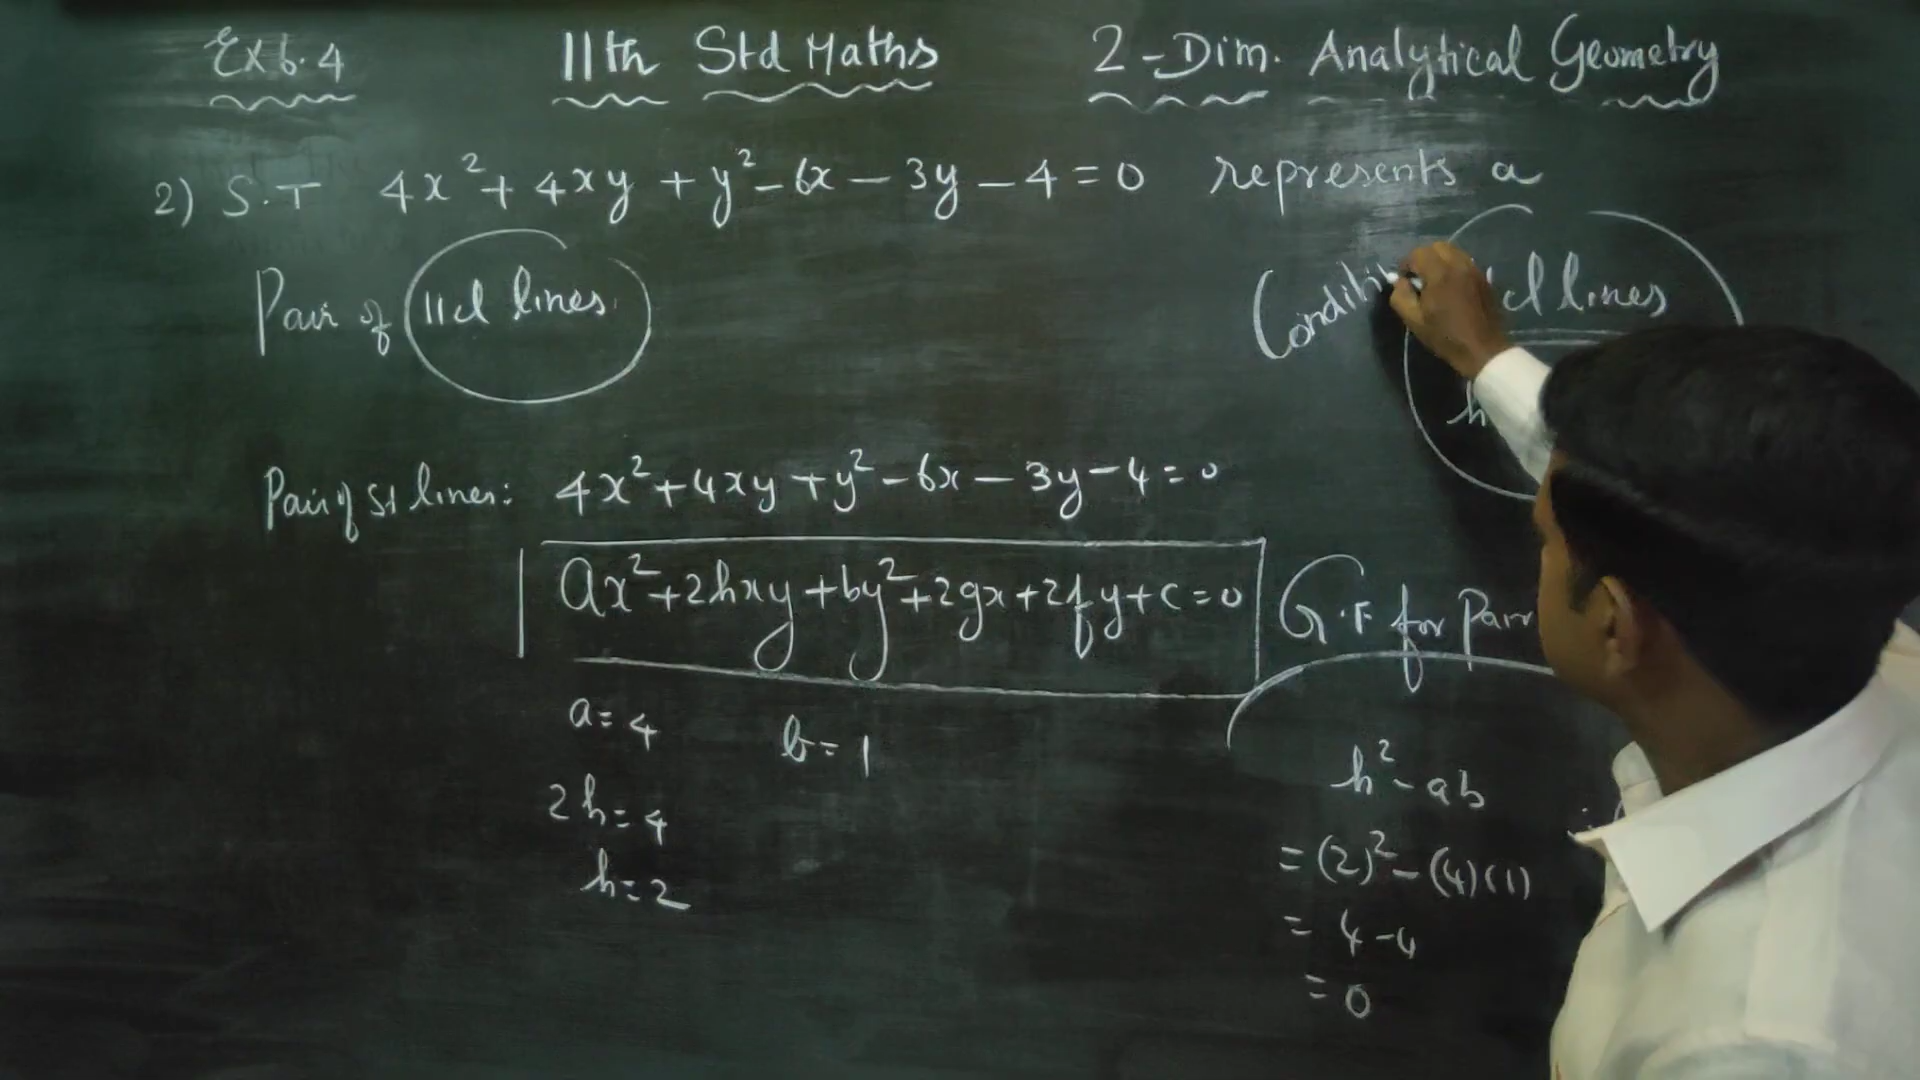 Ex 6.4 11th Std Maths 2-Dim. Analytical Geometry
2) S.T 4x² + 4xy + y² - 6x - 3y - 4 = 0 represents a
Pair of ||el lines.
Conditi
el lines
h
Pair of St lines: 4x² + 4xy + y² - 6x - 3y - 4 = 0
ax² + 2hxy + by² + 2gx + 2fy + c = 0 G.F for Pair
a = 4 b = 1
2h = 4
h = 2
h² - ab
= (2)² - (4)(1)
= 4 - 4
= 0